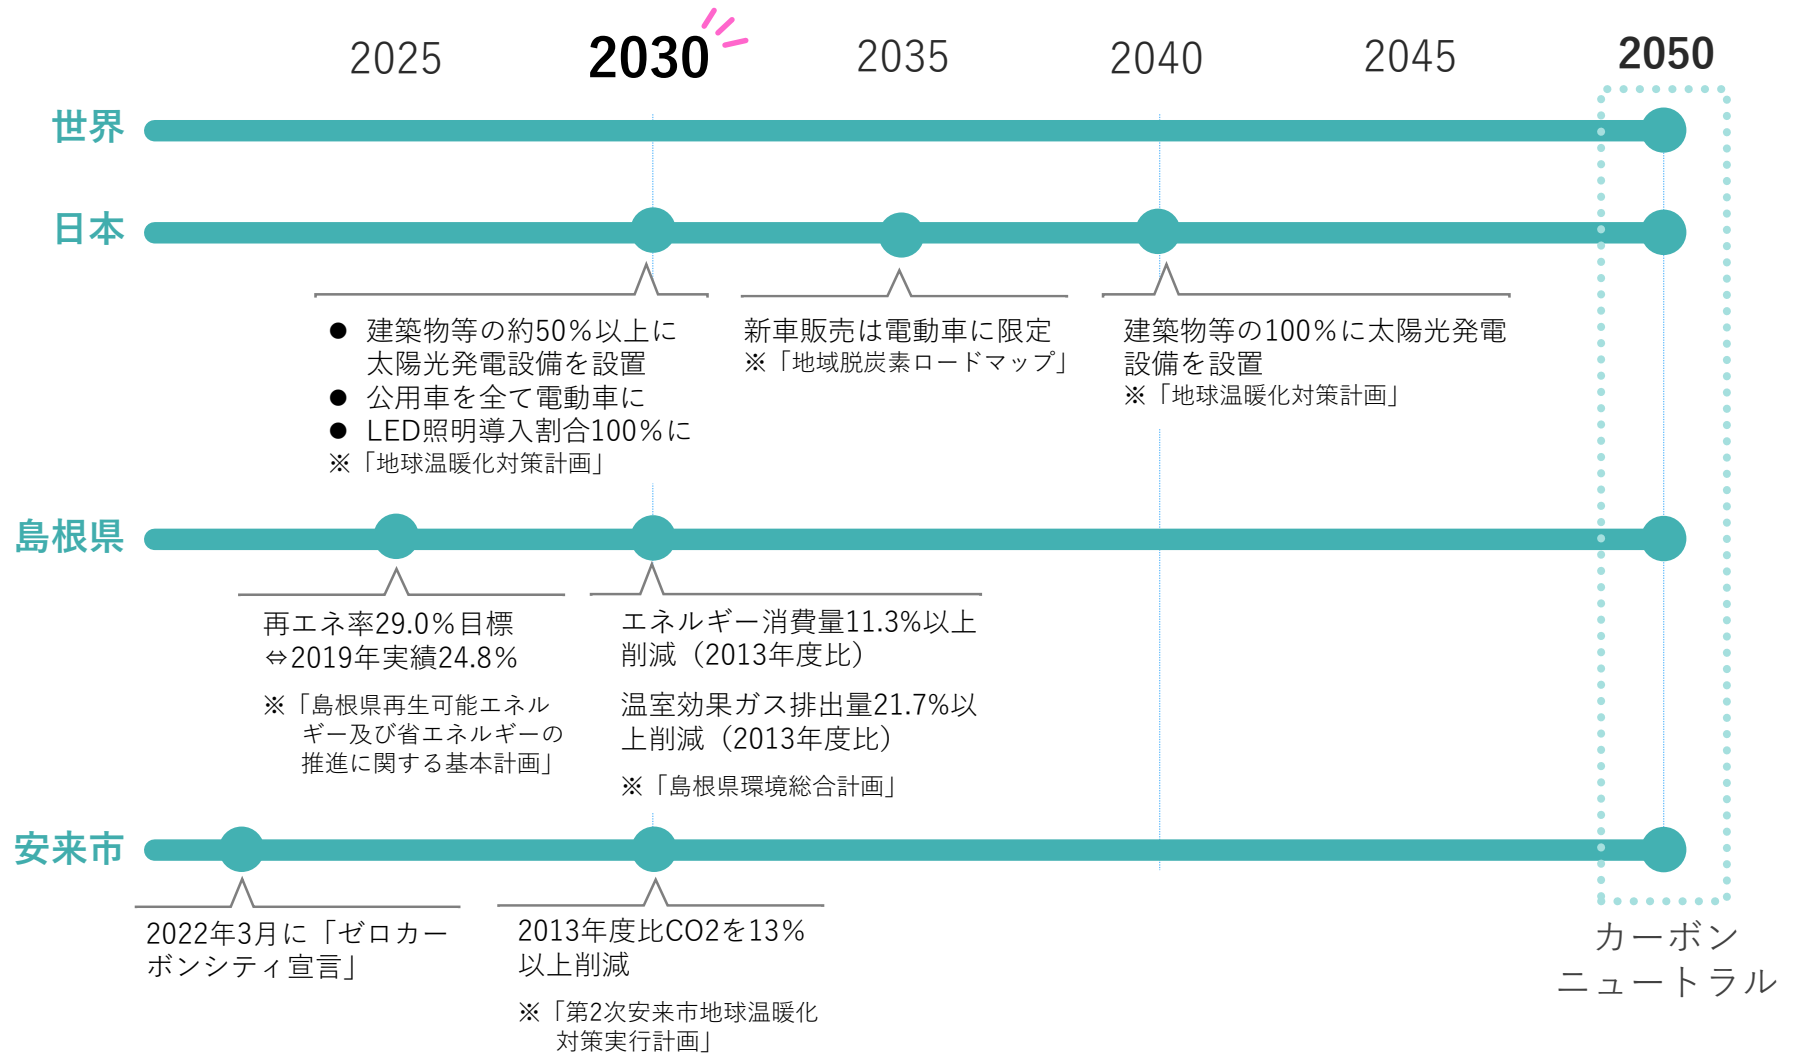 2025
2030
2035
2040
2045
2050
世界
日本
● 建築物等の約50%以上に
太陽光発電設備を設置
● 公用車を全て電動車に
● LED照明導入割合100%に
※「地球温暖化対策計画」
新車販売は電動車に限定
※「地域脱炭素ロードマップ」
建築物等の100%に太陽光発電
設備を設置
※「地球温暖化対策計画」
島根県
再エネ率29.0%目標
⇔2019年実績24.8%
※「島根県再生可能エネル
ギー及び省エネルギーの
推進に関する基本計画」
エネルギー消費量11.3%以上
削減（2013年度比）
温室効果ガス排出量21.7%以
上削減（2013年度比）
※「島根県環境総合計画」
安来市
2022年3月に「ゼロカー
ボンシティ宣言」
2013年度比CO2を13%
以上削減
※「第2次安来市地球温暖化
対策実行計画」
カーボン
ニュートラル